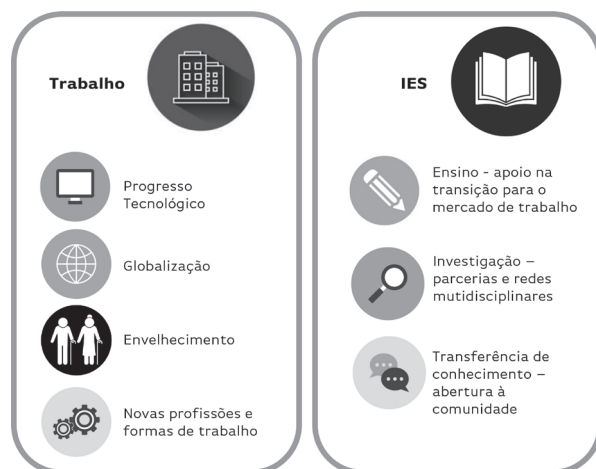 Trabalho
Progresso
Tecnológico
Globalização
Envelhecimento
Novas profissões e
formas de trabalho
IES
Ensino - apoio na
transição para o
mercado de trabalho
Investigação –
parcerias e redes
mutidisciplinares
Transferência de
conhecimento –
abertura à
comunidade